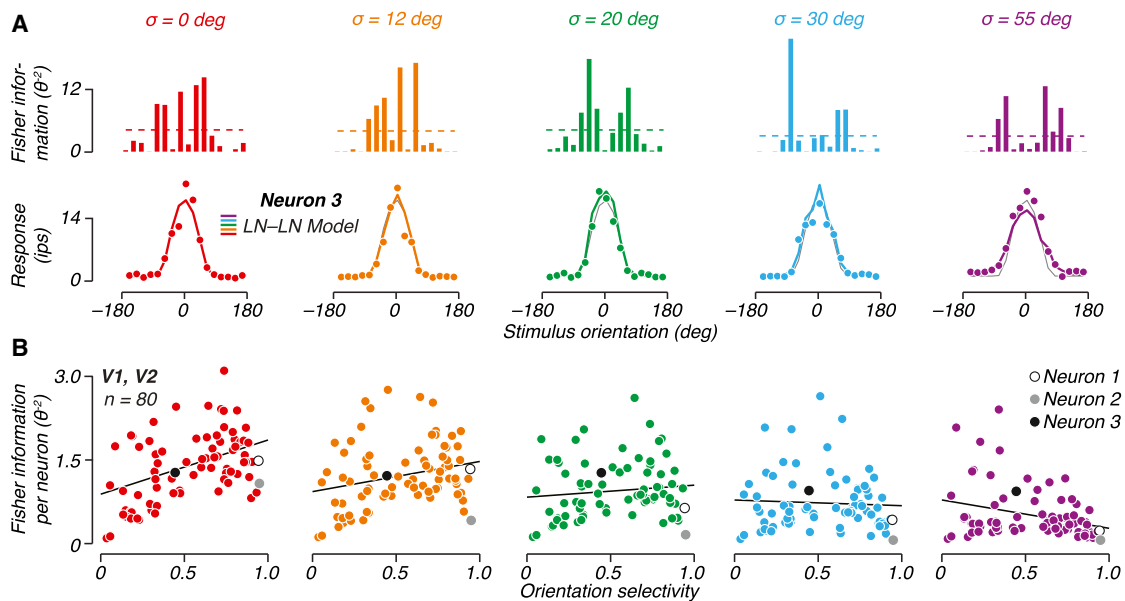 A
σ = 0 deg
σ = 12 deg
σ = 20 deg
σ = 30 deg
σ = 55 deg
Fisher infor-
mation (θ⁻²)
12
0
Neuron 3
LN–LN Model
Response
(ips)
14
0
−180 0 180
−180 0 180
−180 0 180
−180 0 180
−180 0 180
Stimulus orientation (deg)
B
V1, V2
n = 80
Neuron 1
Neuron 2
Neuron 3
Fisher information
per neuron (θ⁻²)
3.0
1.5
0
0 0.5 1.0
0 0.5 1.0
0 0.5 1.0
0 0.5 1.0
0 0.5 1.0
Orientation selectivity